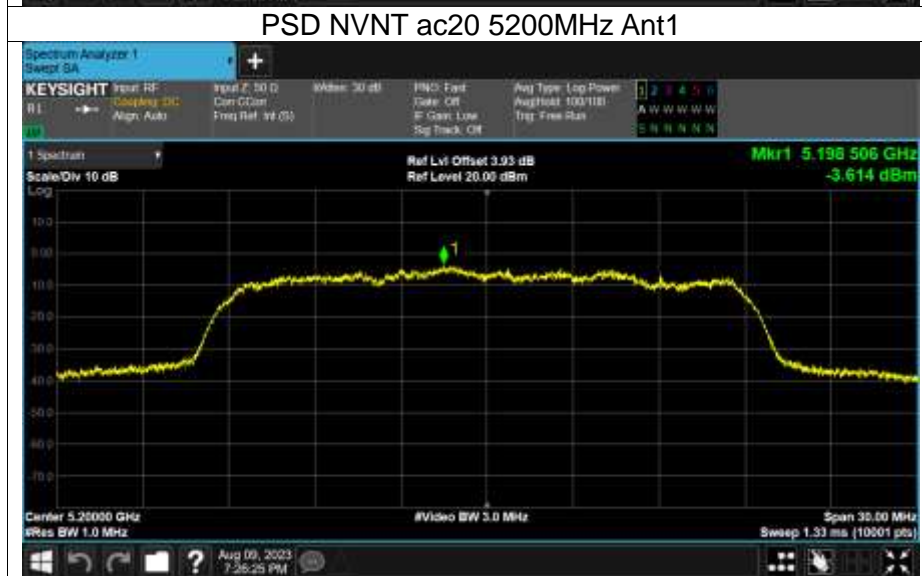 PSD NVNT ac20 5200MHz Ant1
Spectrum Analyzer 1
Swept SA
+
KEYSIGHT Input: RF Input Z: 50 Ω #Atten: 30 dB PNO: Fast Avg Type: Log-Power 1 2 3 4 5 6
Coupling: DC Corr CCorr Gate: Off Avg|Hold: 100/100 A W W W W W
Align: Auto Freq Ref: Int (S) IF Gain: Low Trig: Free Run
Sig Track: Off S N N N N N
1 Spectrum
Ref Lvl Offset 3.93 dB Mkr1 5.198 506 GHz
Scale/Div 10 dB Ref Level 20.00 dBm -3.614 dBm
Log
10.0
0.00
1
-10.0
-20.0
-30.0
-40.0
-50.0
-60.0
-70.0
Center 5.20000 GHz #Video BW 3.0 MHz Span 30.00 MHz
#Res BW 1.0 MHz Sweep 1.33 ms (10001 pts)
? Aug 09, 2023
7:26:25 PM